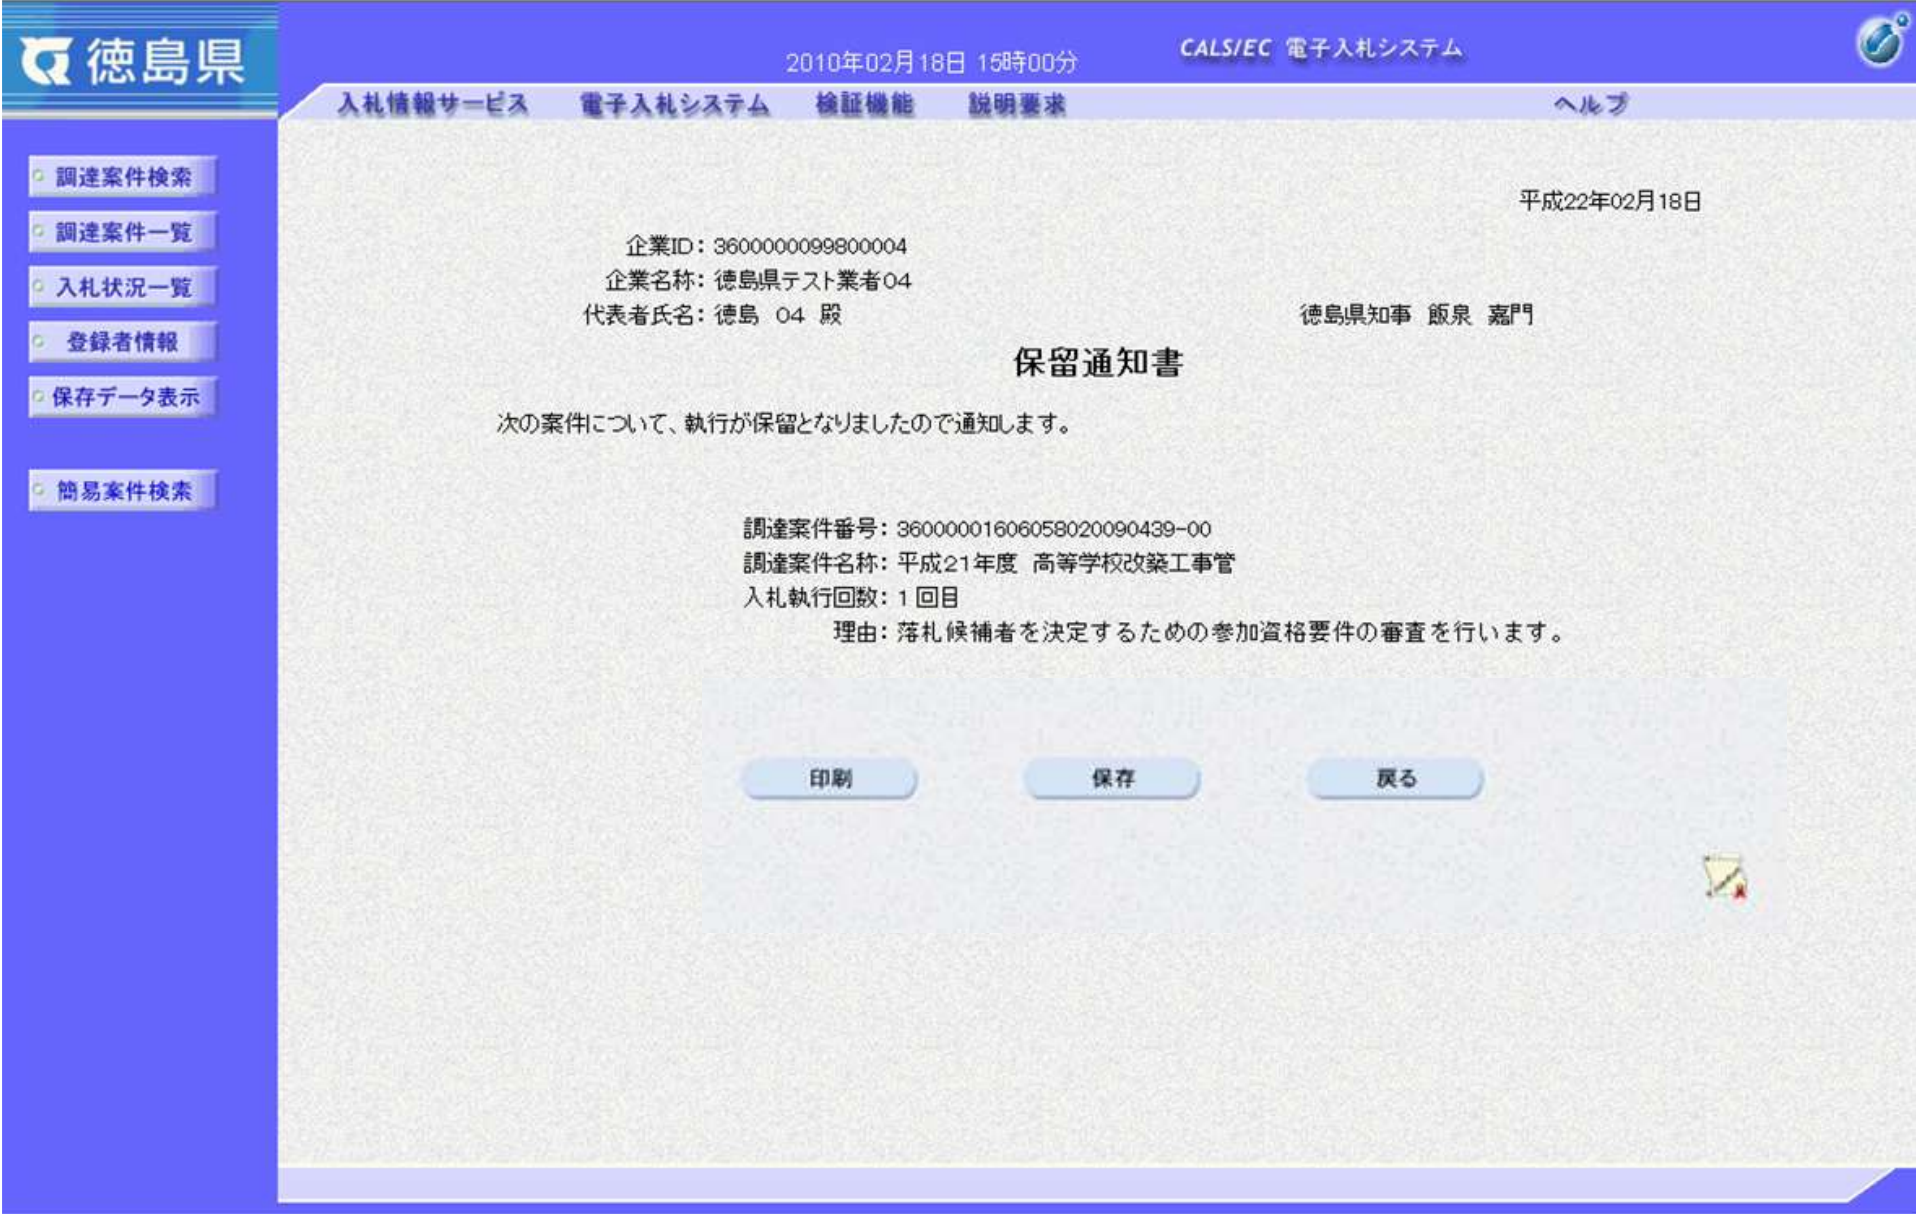 徳島県
2010年02月18日 15時00分
CALS/EC 電子入札システム
入札情報サービス 電子入札システム 検証機能 説明要求 ヘルプ
調達案件検索
調達案件一覧
入札状況一覧
登録者情報
保存データ表示
簡易案件検索
平成22年02月18日
企業ID：3600000099800004
企業名称：徳島県テスト業者04
代表者氏名：徳島 04 殿
徳島県知事 飯泉 嘉門
保留通知書
次の案件について、執行が保留となりましたので通知します。
調達案件番号：36000001606058020090439-00
調達案件名称：平成21年度 高等学校改築工事管
入札執行回数：1回目
理由：落札候補者を決定するための参加資格要件の審査を行います。
印刷 保存 戻る